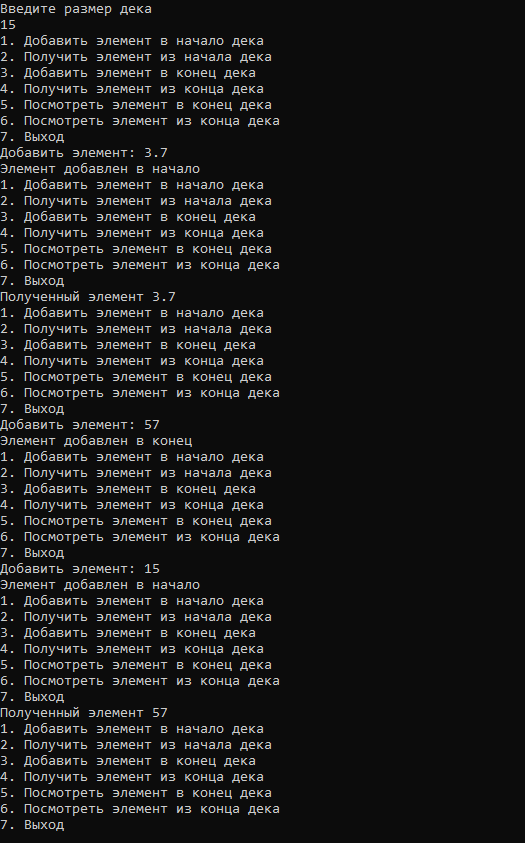 Введите размер дека
15
1. Добавить элемент в начало дека
2. Получить элемент из начала дека
3. Добавить элемент в конец дека
4. Получить элемент из конца дека
5. Посмотреть элемент в конец дека
6. Посмотреть элемент из конца дека
7. Выход
Добавить элемент: 3.7
Элемент добавлен в начало
1. Добавить элемент в начало дека
2. Получить элемент из начала дека
3. Добавить элемент в конец дека
4. Получить элемент из конца дека
5. Посмотреть элемент в конец дека
6. Посмотреть элемент из конца дека
7. Выход
Полученный элемент 3.7
1. Добавить элемент в начало дека
2. Получить элемент из начала дека
3. Добавить элемент в конец дека
4. Получить элемент из конца дека
5. Посмотреть элемент в конец дека
6. Посмотреть элемент из конца дека
7. Выход
Добавить элемент: 57
Элемент добавлен в конец
1. Добавить элемент в начало дека
2. Получить элемент из начала дека
3. Добавить элемент в конец дека
4. Получить элемент из конца дека
5. Посмотреть элемент в конец дека
6. Посмотреть элемент из конца дека
7. Выход
Добавить элемент: 15
Элемент добавлен в начало
1. Добавить элемент в начало дека
2. Получить элемент из начала дека
3. Добавить элемент в конец дека
4. Получить элемент из конца дека
5. Посмотреть элемент в конец дека
6. Посмотреть элемент из конца дека
7. Выход
Полученный элемент 57
1. Добавить элемент в начало дека
2. Получить элемент из начала дека
3. Добавить элемент в конец дека
4. Получить элемент из конца дека
5. Посмотреть элемент в конец дека
6. Посмотреть элемент из конца дека
7. Выход